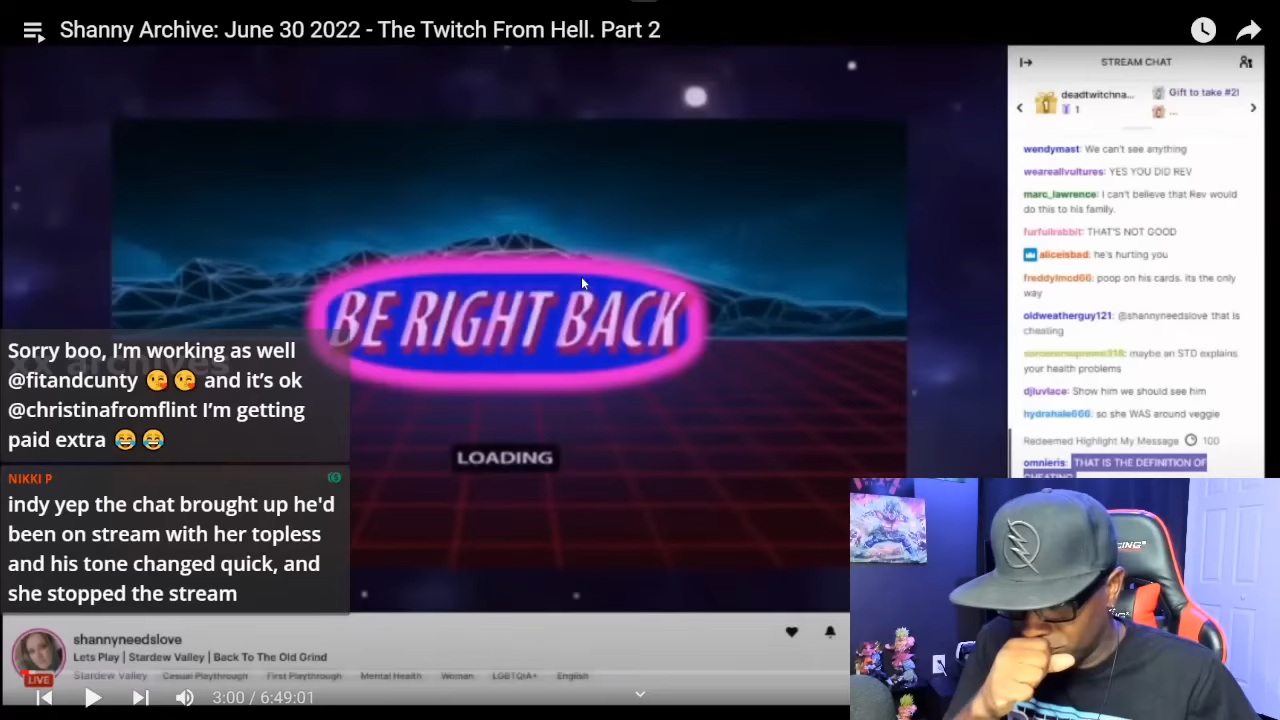 Shanny Archive: June 30 2022 - The Twitch From Hell. Part 2
STREAM CHAT
deadtwitchna...
1
Gift to take #2!
...
wendymast: We can't see anything
weareallvultures: YES YOU DID REV
marc_lawrence: I can't believe that Rev would
do this to his family.
furfullrabbit: THAT'S NOT GOOD
aliceisbad: he's hurting you
freddylmcd66: poop on his cards. its the only
way
oldweatherguy121: @shannyneedslove that is
cheating
maybe an STD explains
your health problems
djluvlace: Show him we should see him
hydrahale666: so she WAS around veggie
Redeemed Highlight My Message 100
omnieris: THAT IS THE DEFINITION OF
CHEATING
BE RIGHT BACK
LOADING
archives
Sorry boo, I'm working as well
@fitandcunty 😘 😘 and it's ok
@christinafromflint I'm getting
paid extra 😂 😂
NIKKI P
indy yep the chat brought up he'd
been on stream with her topless
and his tone changed quick, and
she stopped the stream
shannyneedslove
Lets Play | Stardew Valley | Back To The Old Grind
Stardew Valley Casual Playthrough First Playthrough Mental Health Woman LGBTQIA+ English
LIVE
3:00 / 6:49:01